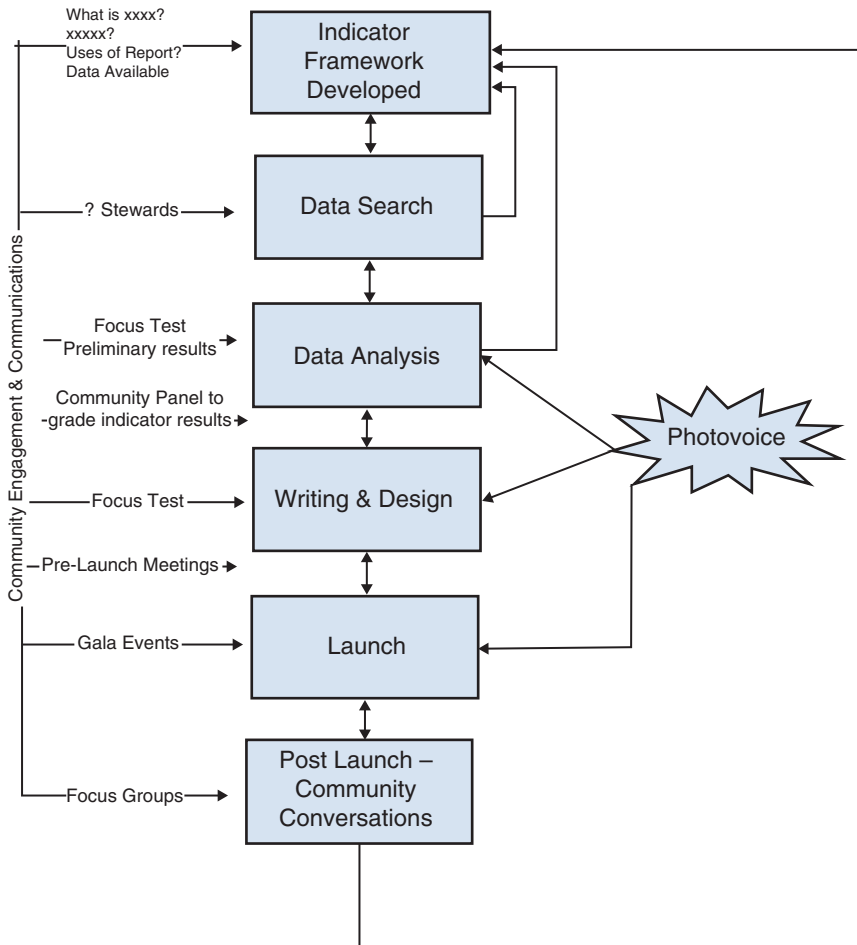 What is xxxx?
xxxxx?
Uses of Report?
Data Available
Indicator
Framework
Developed
? Stewards
Data Search
Focus Test
Preliminary results
Data Analysis
Community Panel to
-grade indicator results
Photovoice
Focus Test
Writing & Design
Pre-Launch Meetings
Gala Events
Launch
Focus Groups
Post Launch –
Community
Conversations
Community Engagement & Communications